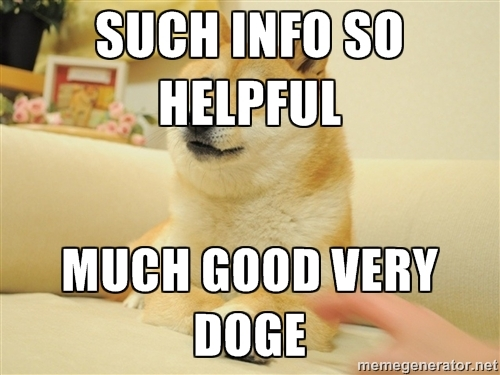 SUCH INFO SO
HELPFUL
MUCH GOOD VERY
DOGE
memegenerator.net